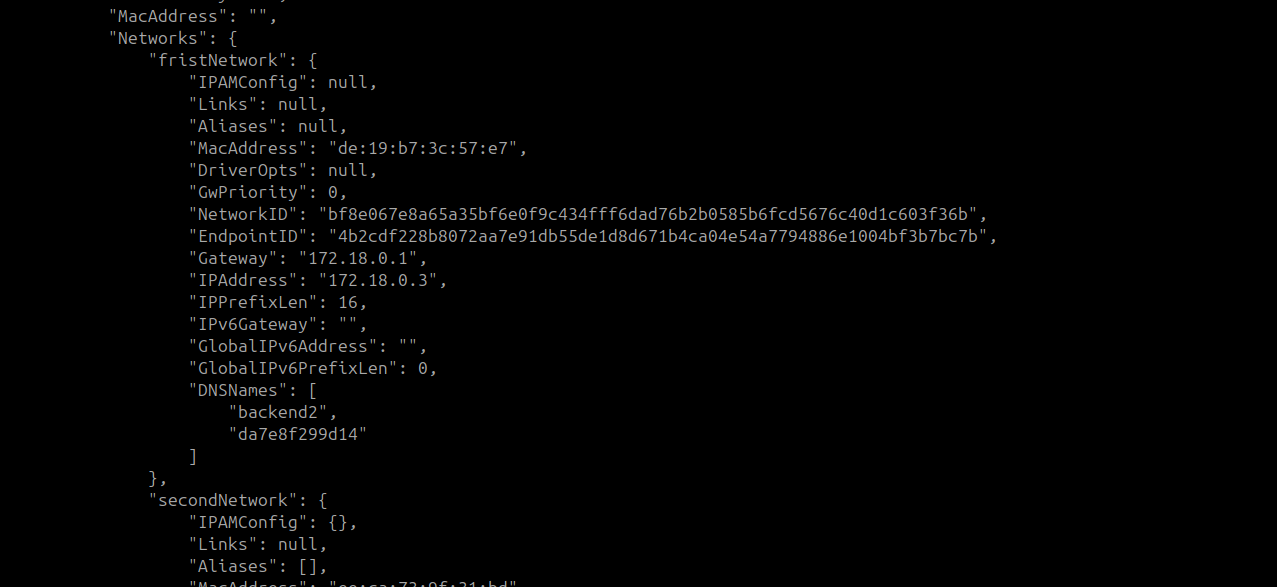 "MacAddress": "",
"Networks": {
"fristNetwork": {
"IPAMConfig": null,
"Links": null,
"Aliases": null,
"MacAddress": "de:19:b7:3c:57:e7",
"DriverOpts": null,
"GwPriority": 0,
"NetworkID": "bf8e067e8a65a35bf6e0f9c434fff6dad76b2b0585b6fcd5676c40d1c603f36b",
"EndpointID": "4b2cdf228b8072aa7e91db55de1d8d671b4ca04e54a7794886e1004bf3b7bc7b",
"Gateway": "172.18.0.1",
"IPAddress": "172.18.0.3",
"IPPrefixLen": 16,
"IPv6Gateway": "",
"GlobalIPv6Address": "",
"GlobalIPv6PrefixLen": 0,
"DNSNames": [
"backend2",
"da7e8f299d14"
]
},
"secondNetwork": {
"IPAMConfig": {},
"Links": null,
"Aliases": [],
"MacAddress":